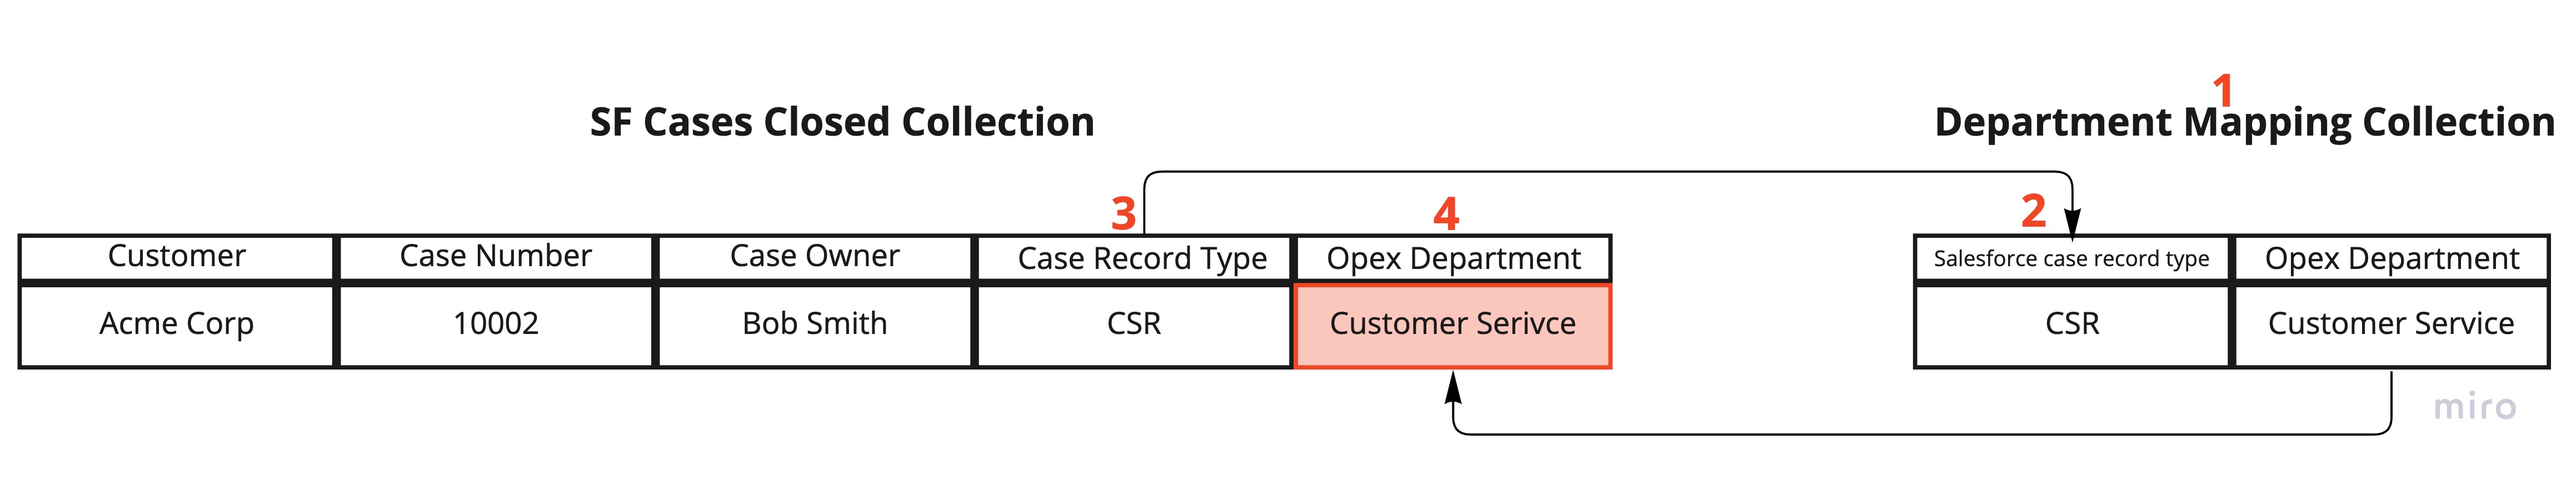 1
SF Cases Closed Collection
Department Mapping Collection
3
4
2
Customer
Case Number
Case Owner
Case Record Type
Opex Department
Salesforce case record type
Opex Department
Acme Corp
10002
Bob Smith
CSR
Customer Serivce
CSR
Customer Service
miro